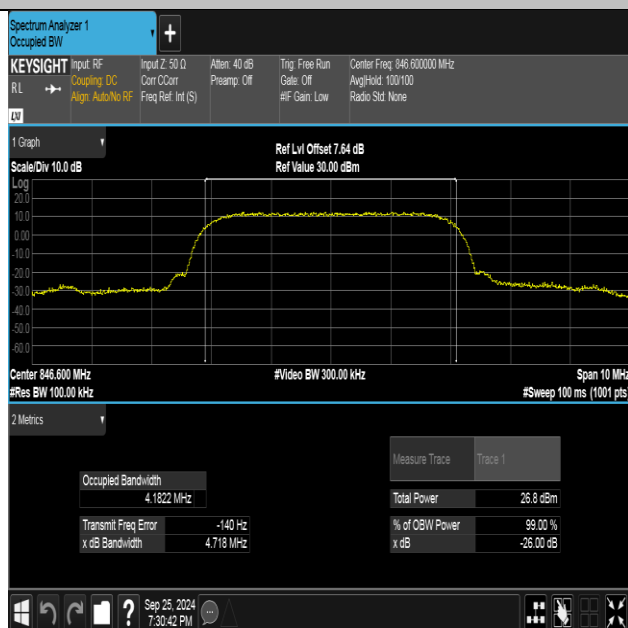 Spectrum Analyzer 1
Occupied BW
+
KEYSIGHT
RL
LXI
Input: RF
Coupling: DC
Align: Auto/No RF
Input Z: 50 Ω
Corr CCorr
Freq Ref: Int (S)
Atten: 40 dB
Preamp: Off
Trig: Free Run
Gate: Off
#IF Gain: Low
Center Freq: 846.600000 MHz
Avg|Hold: 100/100
Radio Std: None
1 Graph
Scale/Div 10.0 dB
Ref Lvl Offset 7.64 dB
Ref Value 30.00 dBm
Log
20.0
10.0
0.00
-10.0
-20.0
-30.0
-40.0
-50.0
-60.0
Center 846.600 MHz
#Video BW 300.00 kHz
Span 10 MHz
#Res BW 100.00 kHz
#Sweep 100 ms (1001 pts)
2 Metrics
Occupied Bandwidth
4.1822 MHz
Transmit Freq Error -140 Hz
x dB Bandwidth 4.718 MHz
Measure Trace Trace 1
Total Power 26.8 dBm
% of OBW Power 99.00 %
x dB -26.00 dB
?
Sep 25, 2024
7:30:42 PM